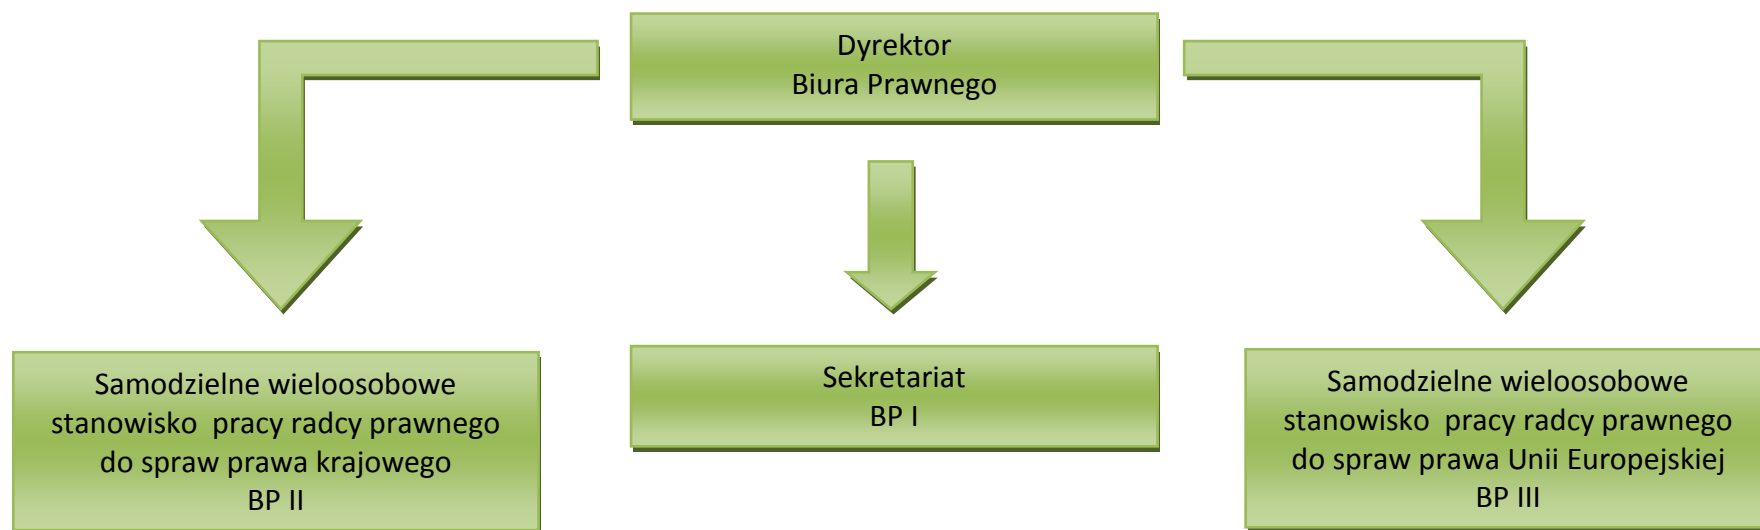 Dyrektor
Biura Prawnego
Samodzielne wieloosobowe
stanowisko  pracy radcy prawnego
do spraw prawa krajowego
BP II
Sekretariat
BP I
Samodzielne wieloosobowe
stanowisko  pracy radcy prawnego
do spraw prawa Unii Europejskiej
BP III